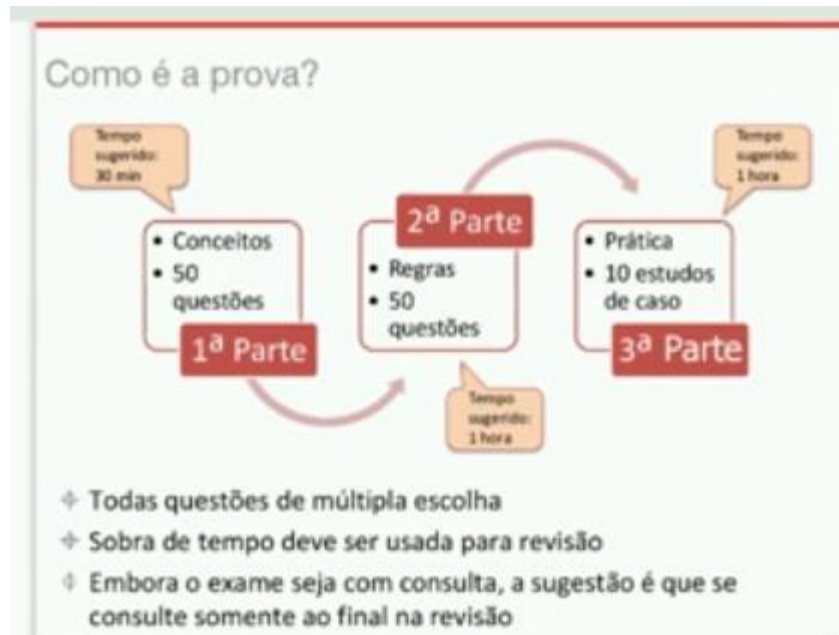 Como é a prova?
Tempo
sugerido:
30 min
• Conceitos
• 50
questões
1ª Parte
2ª Parte
• Regras
• 50
questões
Tempo
sugerido:
1 hora
Tempo
sugerido:
1 hora
• Prática
• 10 estudos
de caso
3ª Parte
Todas questões de múltipla escolha
Sobra de tempo deve ser usada para revisão
Embora o exame seja com consulta, a sugestão é que se
consulte somente ao final na revisão